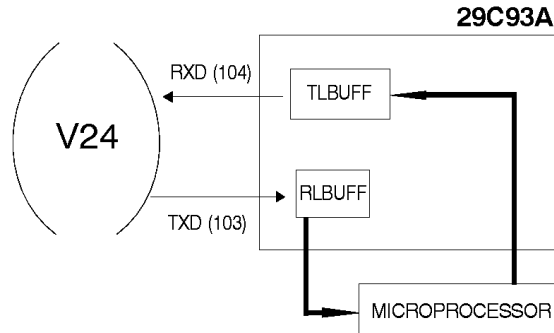 29C93A
RXD (104)
TLBUFF
V24
RLBUFF
TXD (103)
MICROPROCESSOR